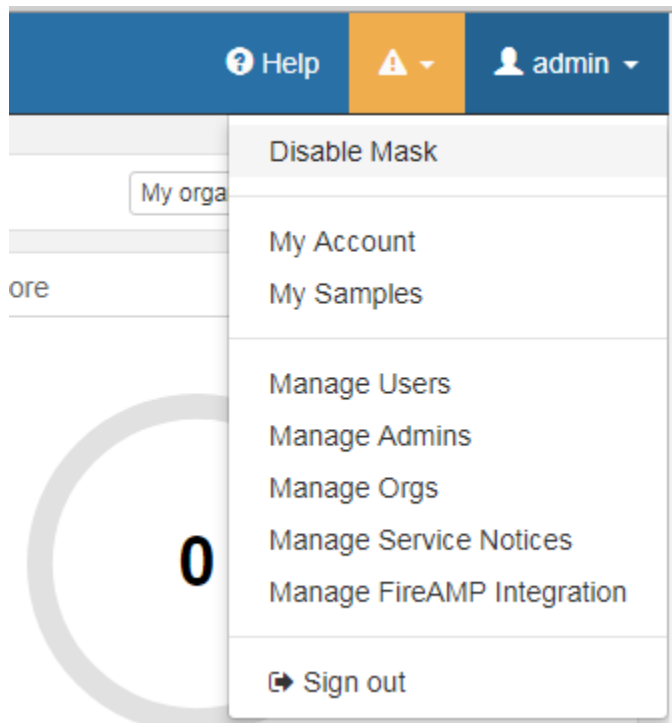 Help
admin
Disable Mask
My orga
My Account
My Samples
ore
Manage Users
Manage Admins
Manage Orgs
Manage Service Notices
0
Manage FireAMP Integration
Sign out